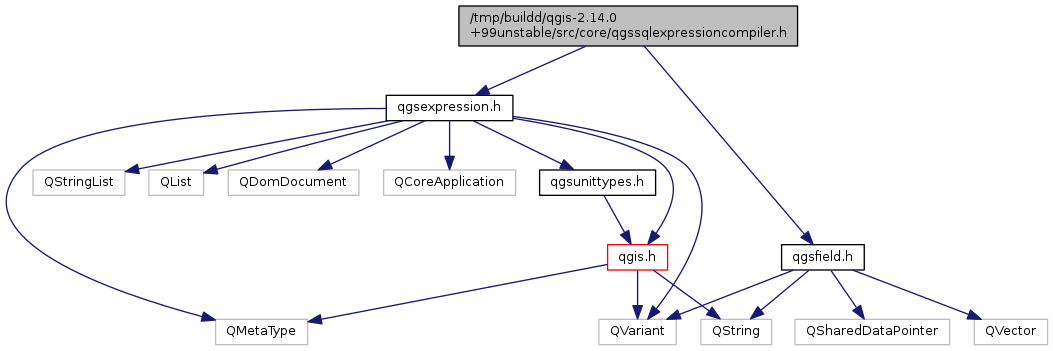 /tmp/buildd/qgis-2.14.0
+99unstable/src/core/qgssqlexpressioncompiler.h
qgsexpression.h
QStringList
QList
QDomDocument
QCoreApplication
qgsunittypes.h
qgis.h
qgsfield.h
QMetaType
QVariant
QString
QSharedDataPointer
QVector